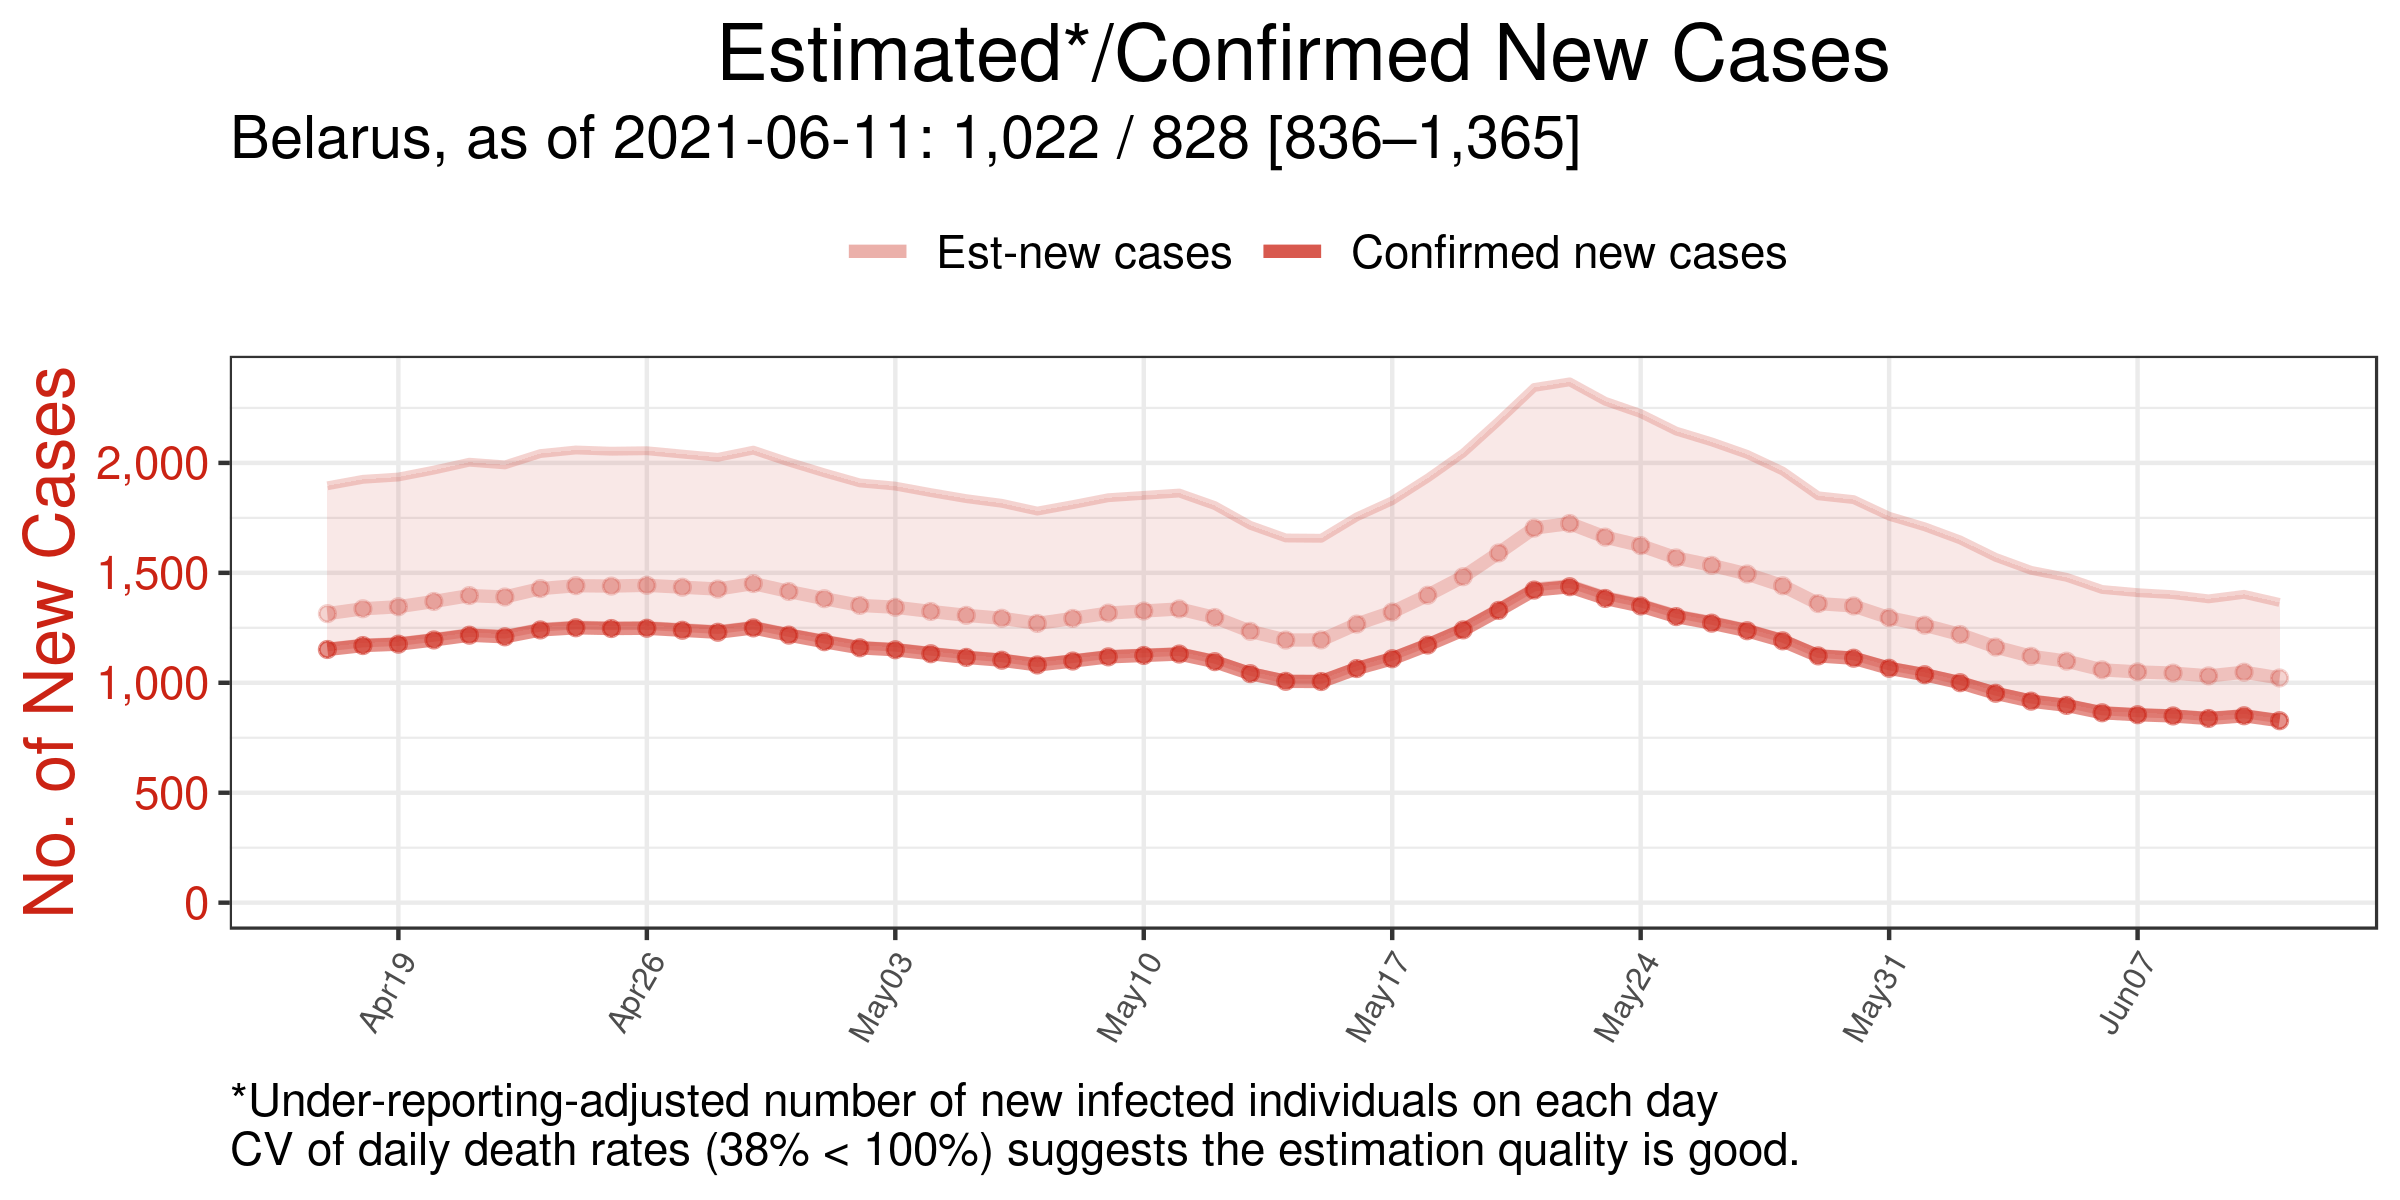 Estimated*/Confirmed New Cases
Belarus, as of 2021-06-11: 1,022 / 828 [836–1,365]
Est-new cases
Confirmed new cases
No. of New Cases
2,000
1,500
1,000
500
0
Apr19
Apr26
May03
May10
May17
May24
May31
Jun07
*Under-reporting-adjusted number of new infected individuals on each day
CV of daily death rates (38% < 100%) suggests the estimation quality is good.